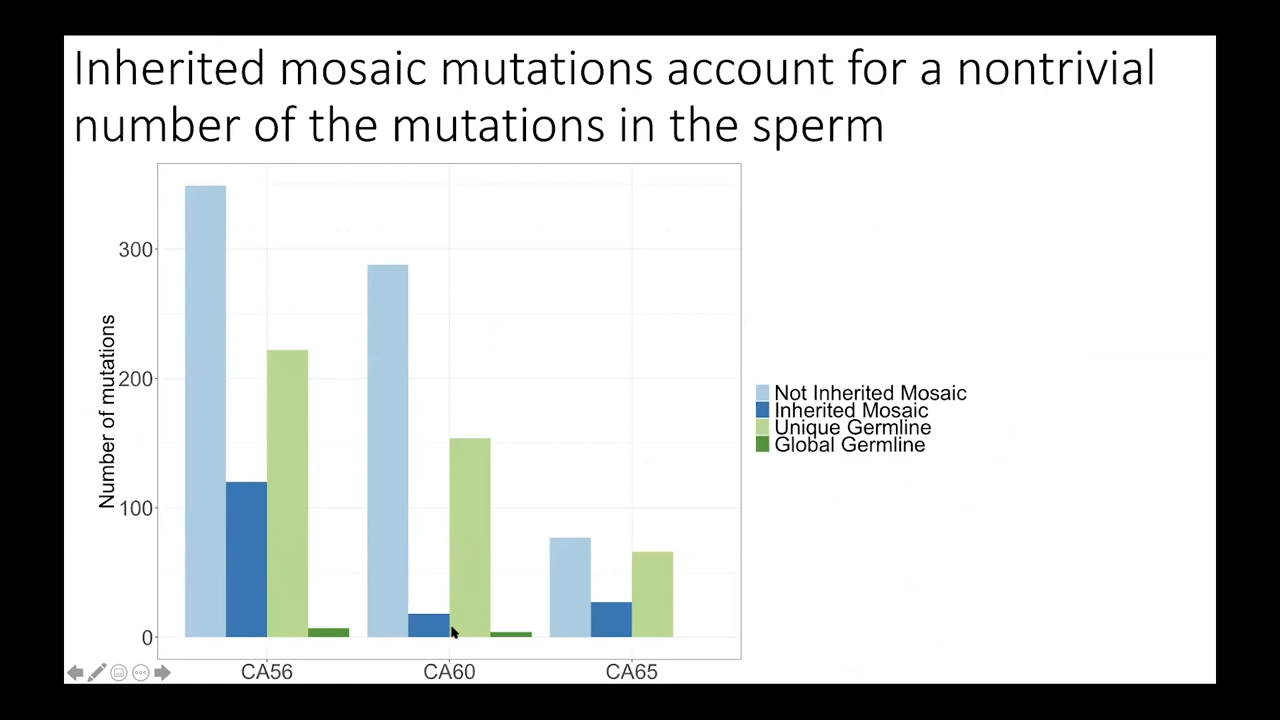 Inherited mosaic mutations account for a nontrivial
number of the mutations in the sperm
Number of mutations
300
200
100
0
CA56
CA60
CA65
Not Inherited Mosaic
Inherited Mosaic
Unique Germline
Global Germline